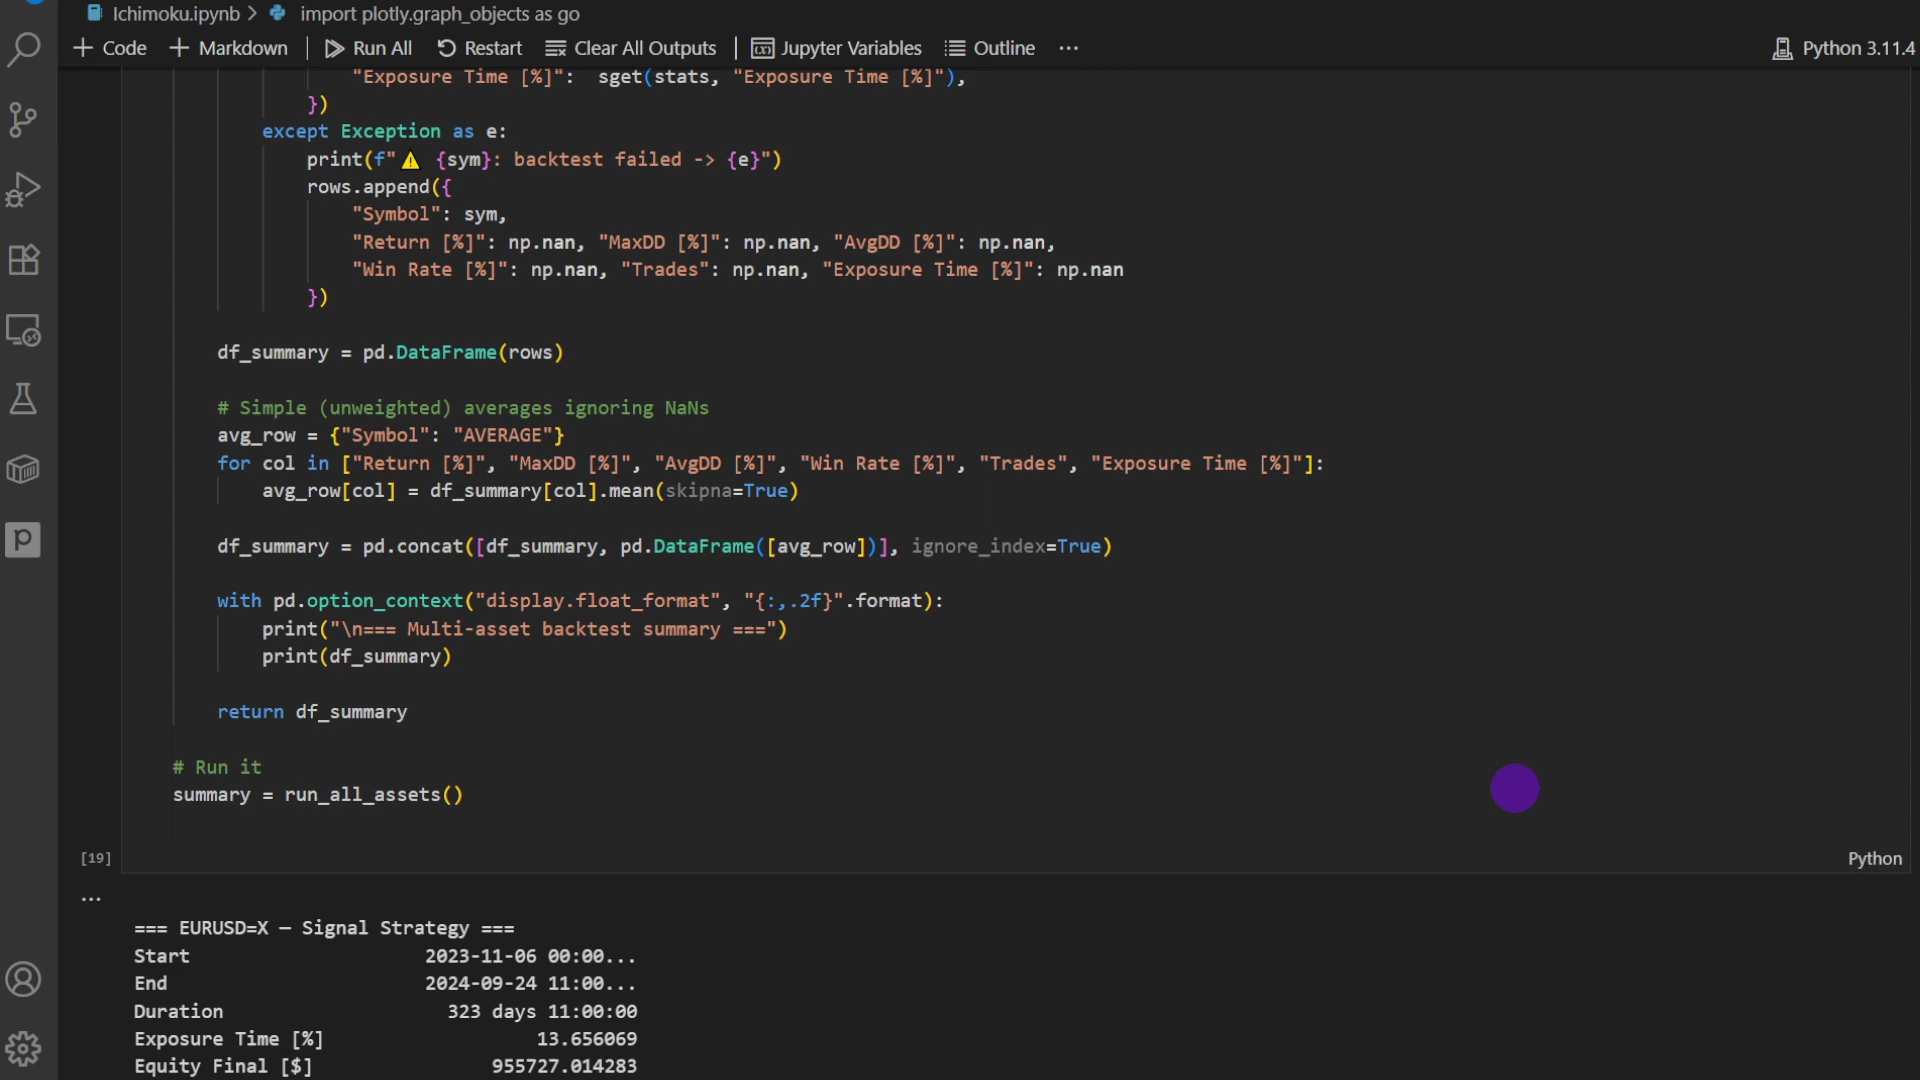 Ichimoku.ipynb > import plotly.graph_objects as go
+ Code + Markdown | Run All Restart Clear All Outputs | Jupyter Variables Outline ... Python 3.11.4
"Exposure Time [%]":  sget(stats, "Exposure Time [%]"),
})
except Exception as e:
print(f"⚠ {sym}: backtest failed -> {e}")
rows.append({
"Symbol": sym,
"Return [%]": np.nan, "MaxDD [%]": np.nan, "AvgDD [%]": np.nan,
"Win Rate [%]": np.nan, "Trades": np.nan, "Exposure Time [%]": np.nan
})
df_summary = pd.DataFrame(rows)
# Simple (unweighted) averages ignoring NaNs
avg_row = {"Symbol": "AVERAGE"}
for col in ["Return [%]", "MaxDD [%]", "AvgDD [%]", "Win Rate [%]", "Trades", "Exposure Time [%]"]:
avg_row[col] = df_summary[col].mean(skipna=True)
df_summary = pd.concat([df_summary, pd.DataFrame([avg_row])], ignore_index=True)
with pd.option_context("display.float_format", "{:,.2f}".format):
print("\n=== Multi-asset backtest summary ===")
print(df_summary)
return df_summary
# Run it
summary = run_all_assets()
[19] Python
...
=== EURUSD=X — Signal Strategy ===
Start 2023-11-06 00:00...
End 2024-09-24 11:00...
Duration 323 days 11:00:00
Exposure Time [%] 13.656069
Equity Final [$] 955727.014283